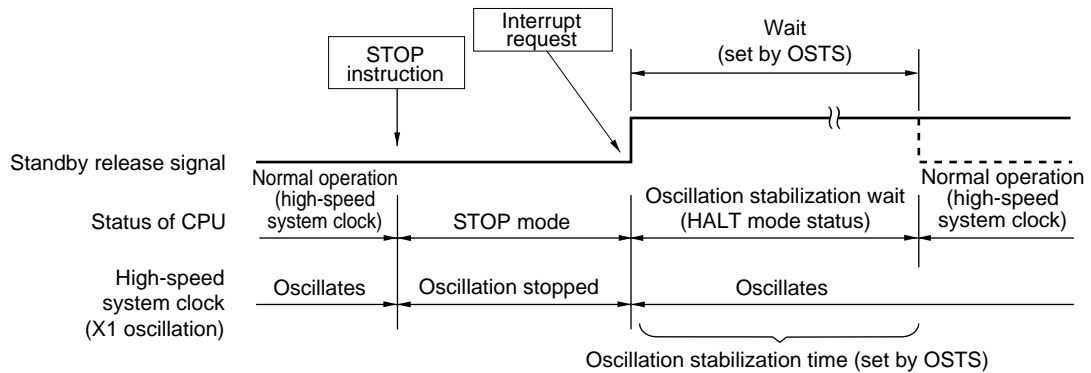 Interrupt
request
Wait
(set by OSTS)
STOP
instruction
Standby release signal
Normal operation
(high-speed
system clock)
Oscillation stabilization wait
(HALT mode status)
Normal operation
(high-speed
system clock)
Status of CPU
STOP mode
High-speed
system clock
(X1 oscillation)
Oscillates
Oscillation stopped
Oscillates
Oscillation stabilization time (set by OSTS)